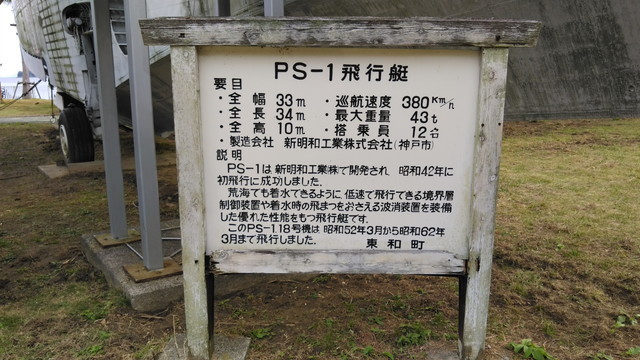 PS-1飛行艇
要目
・全 幅 33m ・巡航速度 380Km/h
・全 長 34m ・最大重量 43t
・全 高 10m ・搭 乗 員 12名
・製造会社 新明和工業株式会社(神戸市)
説 明
PS-1は 新明和工業㈱で開発され、昭和42年に
初飛行に成功しました。
荒海でも着水できるように 低速で飛行できる境界層
制御装置や着水時の飛まつをおさえる波消装置を装備
した優れた性能をもつ飛行艇です。
このPS-1.18号機は 昭和52年3月から昭和62年
3月まで飛行しました。 東 和 町